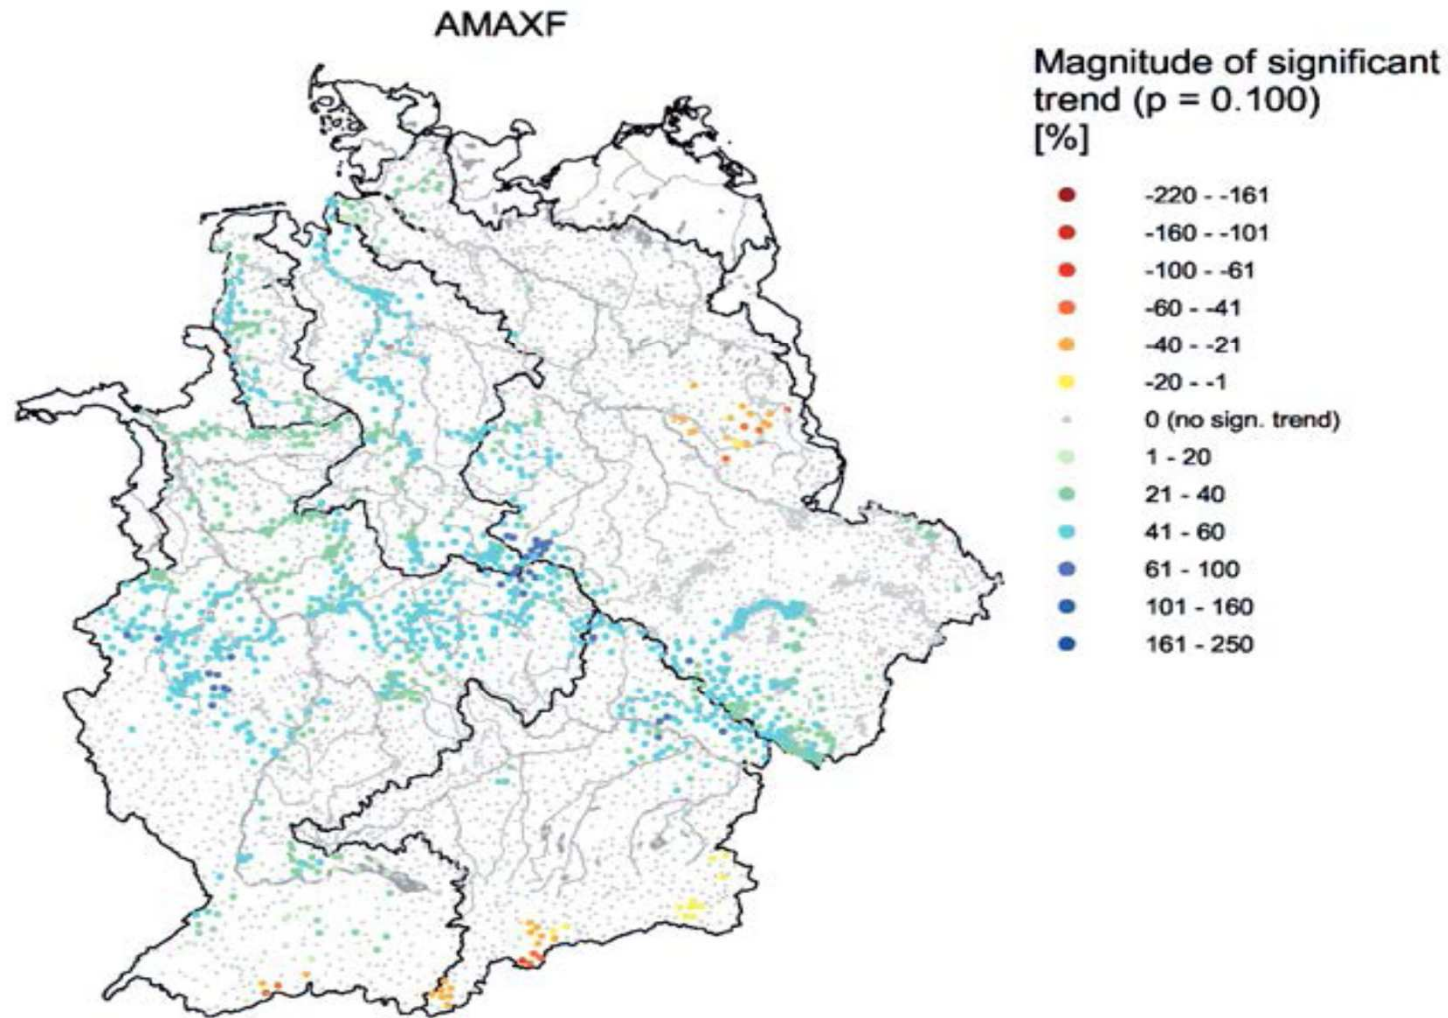 AMAXF
Magnitude of significant
trend (p = 0.100)
[%]
-220 - -161
-160 - -101
-100 - -61
-60 - -41
-40 - -21
-20 - -1
0 (no sign. trend)
1 - 20
21 - 40
41 - 60
61 - 100
101 - 160
161 - 250